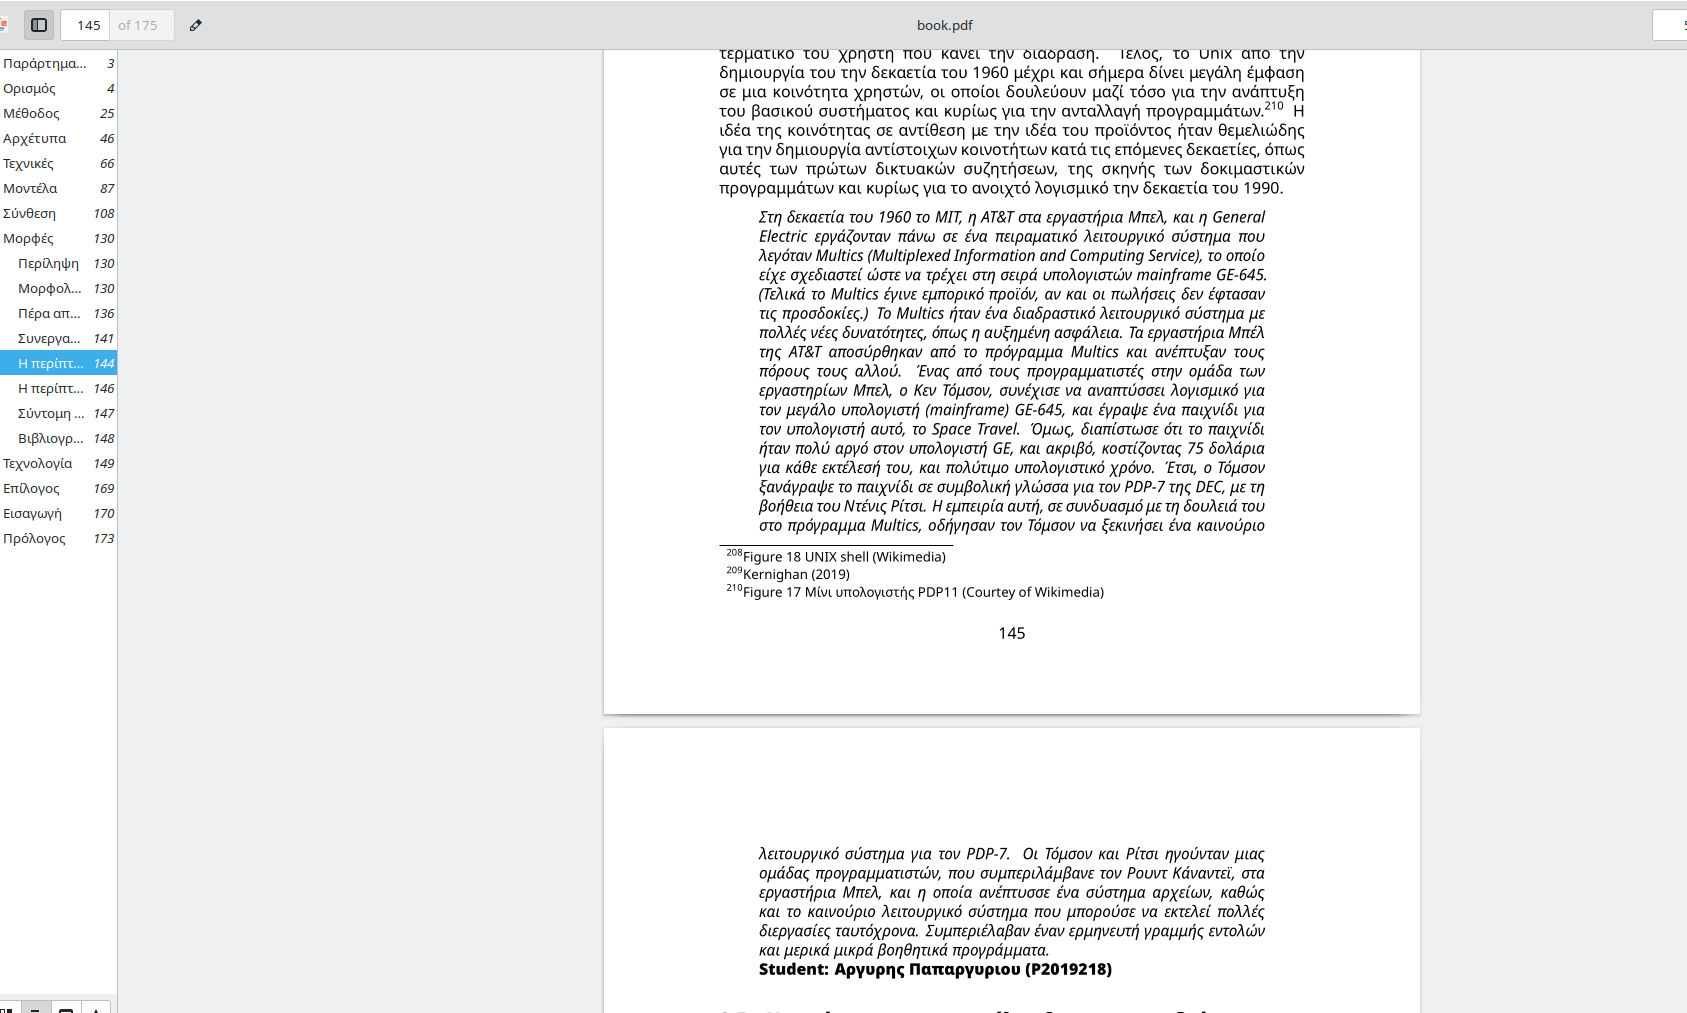 145 of 175
book.pdf
Παράρτημα... 3
Ορισμός 4
Μέθοδος 25
Αρχέτυπα 46
Τεχνικές 66
Μοντέλα 87
Σύνθεση 108
Μορφές 130
Περίληψη 130
Μορφολ... 130
Πέρα απ... 136
Συνεργα... 141
Η περίπτ... 144
Η περίπτ... 146
Σύντομη ... 147
Βιβλιογρ... 148
Τεχνολογία 149
Επίλογος 169
Εισαγωγή 170
Πρόλογος 173
τερματικό του χρήστη που κάνει την διάδραση. Τέλος, το Unix από την
δημιουργία του την δεκαετία του 1960 μέχρι και σήμερα δίνει μεγάλη έμφαση
σε μια κοινότητα χρηστών, οι οποίοι δουλεύουν μαζί τόσο για την ανάπτυξη
του βασικού συστήματος και κυρίως για την ανταλλαγή προγραμμάτων.210 Η
ιδέα της κοινότητας σε αντίθεση με την ιδέα του προϊόντος ήταν θεμελιώδης
για την δημιουργία αντίστοιχων κοινοτήτων κατά τις επόμενες δεκαετίες, όπως
αυτές των πρώτων δικτυακών συζητήσεων, της σκηνής των δοκιμαστικών
προγραμμάτων και κυρίως για το ανοιχτό λογισμικό την δεκαετία του 1990.
Στη δεκαετία του 1960 το MIT, η AT&T στα εργαστήρια Μπελ, και η General
Electric εργάζονταν πάνω σε ένα πειραματικό λειτουργικό σύστημα που
λεγόταν Multics (Multiplexed Information and Computing Service), το οποίο
είχε σχεδιαστεί ώστε να τρέχει στη σειρά υπολογιστών mainframe GE-645.
(Τελικά το Multics έγινε εμπορικό προϊόν, αν και οι πωλήσεις δεν έφτασαν
τις προσδοκίες.) Το Multics ήταν ένα διαδραστικό λειτουργικό σύστημα με
πολλές νέες δυνατότητες, όπως η αυξημένη ασφάλεια. Τα εργαστήρια Μπέλ
της AT&T αποσύρθηκαν από το πρόγραμμα Multics και ανέπτυξαν τους
πόρους τους αλλού. Ένας από τους προγραμματιστές στην ομάδα των
εργαστηρίων Μπελ, ο Κεν Τόμσον, συνέχισε να αναπτύσσει λογισμικό για
τον μεγάλο υπολογιστή (mainframe) GE-645, και έγραψε ένα παιχνίδι για
τον υπολογιστή αυτό, το Space Travel. Όμως, διαπίστωσε ότι το παιχνίδι
ήταν πολύ αργό στον υπολογιστή GE, και ακριβό, κοστίζοντας 75 δολάρια
για κάθε εκτέλεσή του, και πολύτιμο υπολογιστικό χρόνο. Έτσι, ο Τόμσον
ξανάγραψε το παιχνίδι σε συμβολική γλώσσα για τον PDP-7 της DEC, με τη
βοήθεια του Ντένις Ρίτσι. Η εμπειρία αυτή, σε συνδυασμό με τη δουλειά του
στο πρόγραμμα Multics, οδήγησαν τον Τόμσον να ξεκινήσει ένα καινούριο
208Figure 18 UNIX shell (Wikimedia)
209Kernighan (2019)
210Figure 17 Μίνι υπολογιστής PDP11 (Courtey of Wikimedia)
145
λειτουργικό σύστημα για τον PDP-7. Οι Τόμσον και Ρίτσι ηγούνταν μιας
ομάδας προγραμματιστών, που συμπεριλάμβανε τον Ρουντ Κάναντεϊ, στα
εργαστήρια Μπελ, και η οποία ανέπτυσσε ένα σύστημα αρχείων, καθώς
και το καινούριο λειτουργικό σύστημα που μπορούσε να εκτελεί πολλές
διεργασίες ταυτόχρονα. Συμπεριέλαβαν έναν ερμηνευτή γραμμής εντολών
και μερικά μικρά βοηθητικά προγράμματα.
Student: Αργυρης Παπαργυριου (P2019218)